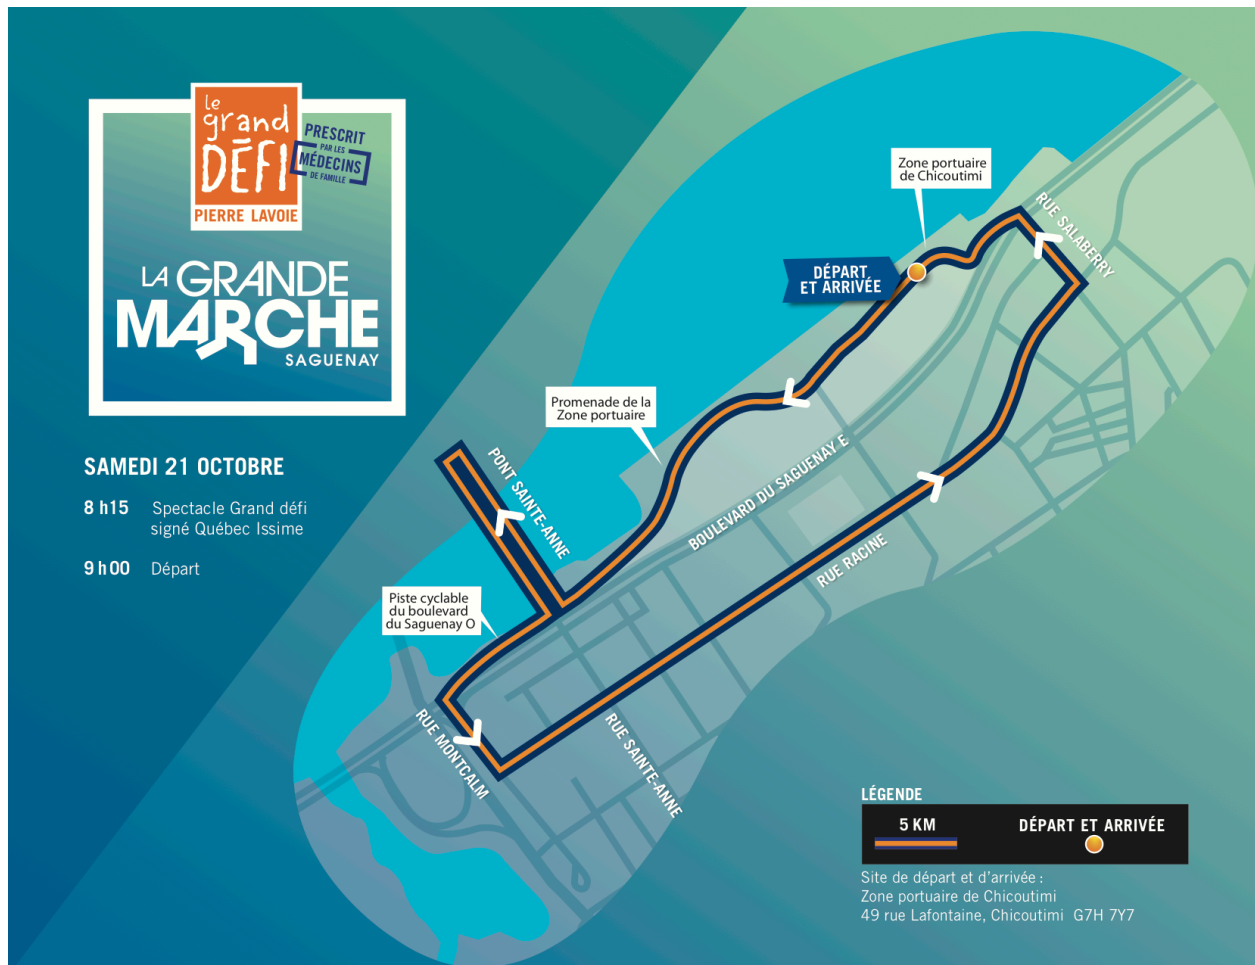 le
grand
DÉFI
PIERRE LAVOIE
PRESCRIT
PAR LES
MÉDECINS
DE FAMILLE
LA GRANDE
MARCHE
SAGUENAY
SAMEDI 21 OCTOBRE
8 h15 Spectacle Grand défi
signé Québec Issime
9 h00 Départ
Zone portuaire
de Chicoutimi
RUE SALABERRY
DÉPART
ET ARRIVÉE
Promenade de la
Zone portuaire
PONT SAINTE-ANNE
BOULEVARD DU SAGUENAY E
RUE RACINE
Piste cyclable
du boulevard
du Saguenay O
RUE MONTCALM
RUE SAINTE-ANNE
LÉGENDE
5 KM DÉPART ET ARRIVÉE
Site de départ et d'arrivée :
Zone portuaire de Chicoutimi
49 rue Lafontaine, Chicoutimi G7H 7Y7